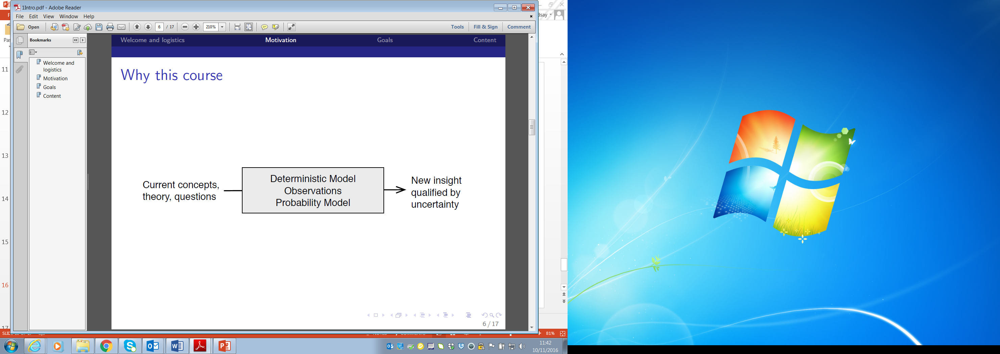 1Intro.pdf - Adobe Reader
File Edit View Window Help
Open
6 / 17
210%
Tools Fill & Sign Comment
Bookmarks
Welcome and
logistics
Motivation
Goals
Content
Welcome and logistics Motivation Goals Content
Why this course
Current concepts,
theory, questions
Deterministic Model
Observations
Probability Model
New insight
qualified by
uncertainty
6 / 17
11
12
13
14
15
16
17
81%
11:42
10/11/2016